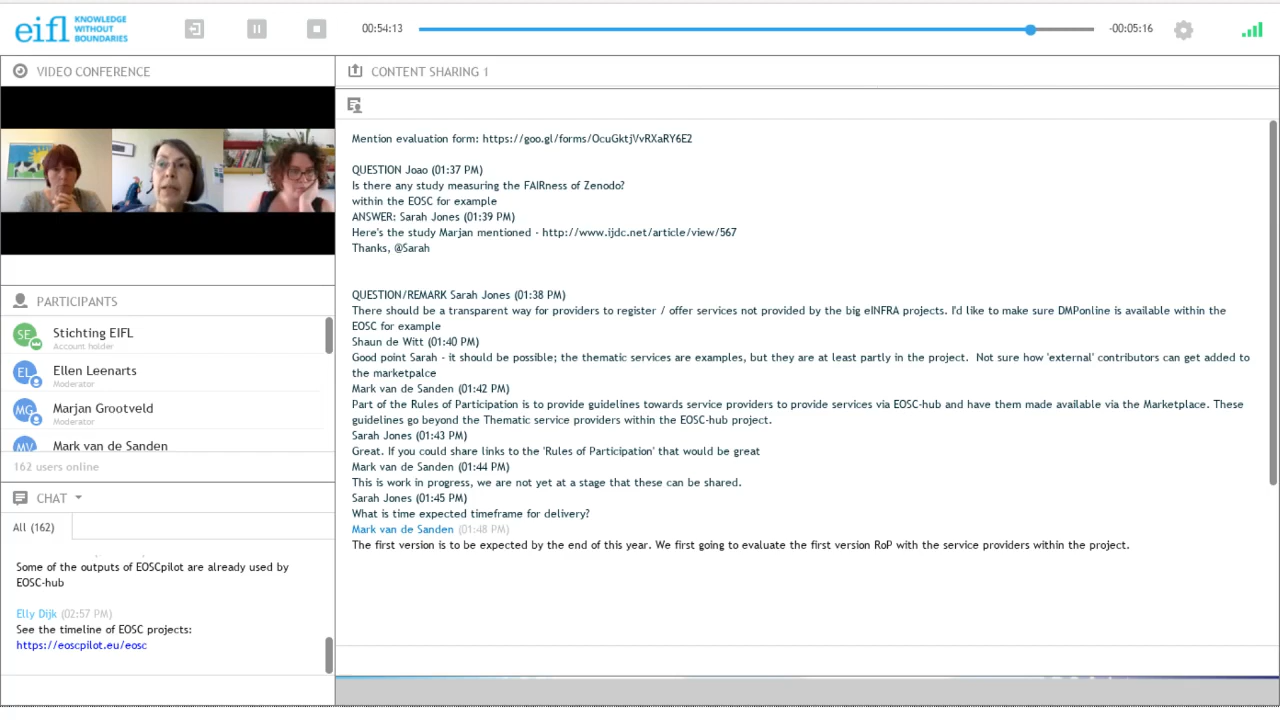 eifl KNOWLEDGE
WITHOUT
BOUNDARIES
00:54:13
-00:05:16
VIDEO CONFERENCE
CONTENT SHARING 1
Mention evaluation form: https://goo.gl/forms/OcuGktjVvRXaRY6E2
QUESTION Joao (01:37 PM)
Is there any study measuring the FAIRness of Zenodo?
within the EOSC for example
ANSWER: Sarah Jones (01:39 PM)
Here's the study Marjan mentioned - http://www.ijdc.net/article/view/567
Thanks, @Sarah
QUESTION/REMARK Sarah Jones (01:38 PM)
There should be a transparent way for providers to register / offer services not provided by the big eINFRA projects. I'd like to make sure DMPonline is available within the
EOSC for example
Shaun de Witt (01:40 PM)
Good point Sarah - it should be possible; the thematic services are examples, but they are at least partly in the project. Not sure how 'external' contributors can get added to
the marketpalce
Mark van de Sanden (01:42 PM)
Part of the Rules of Participation is to provide guidelines towards service providers to provide services via EOSC-hub and have them made available via the Marketplace. These
guidelines go beyond the Thematic service providers within the EOSC-hub project.
Sarah Jones (01:43 PM)
Great. If you could share links to the 'Rules of Participation' that would be great
Mark van de Sanden (01:44 PM)
This is work in progress, we are not yet at a stage that these can be shared.
Sarah Jones (01:45 PM)
What is time expected timeframe for delivery?
Mark van de Sanden (01:48 PM)
The first version is to be expected by the end of this year. We first going to evaluate the first version RoP with the service providers within the project.
PARTICIPANTS
SE Stichting EIFL
Account holder
EL Ellen Leenarts
Moderator
MG Marjan Grootveld
Moderator
MV Mark van de Sanden
162 users online
CHAT
All (162)
Some of the outputs of EOSCpilot are already used by
EOSC-hub
Elly Dijk (02:57 PM)
See the timeline of EOSC projects:
https://eoscpilot.eu/eosc